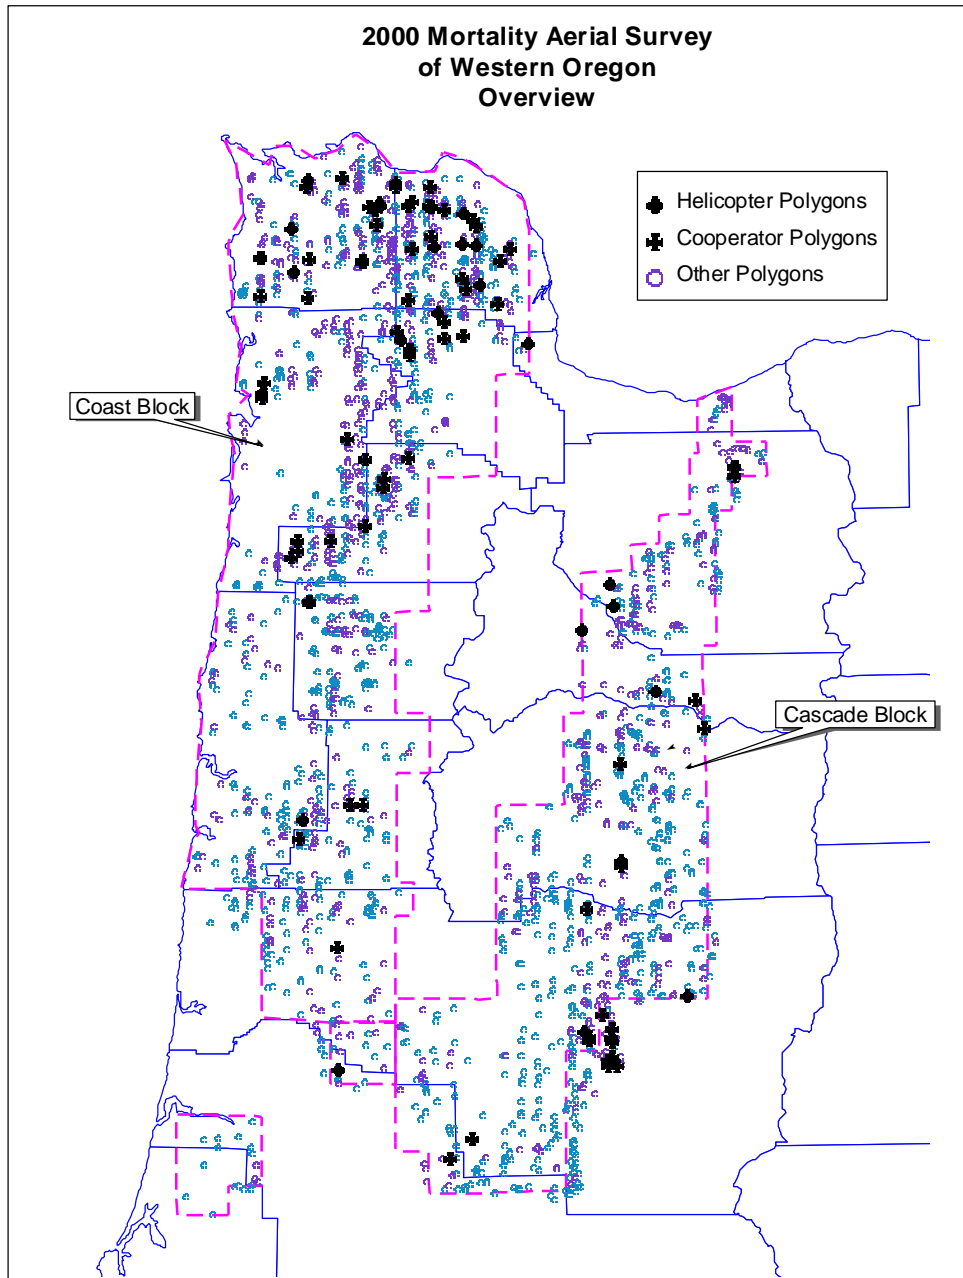 2000 Mortality Aerial Survey
of Western Oregon
Overview
Helicopter Polygons
Cooperator Polygons
Other Polygons
Coast Block
Cascade Block